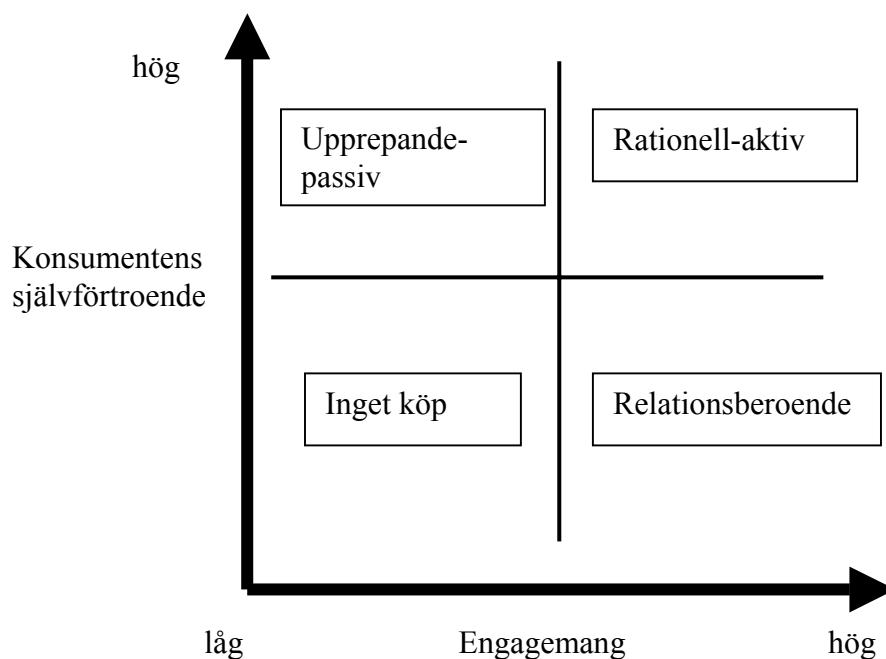 hög
Upprepande-
passiv
Rationell-aktiv
Konsumentens
självförtroende
Inget köp
Relationsberoende
låg
Engagemang
hög